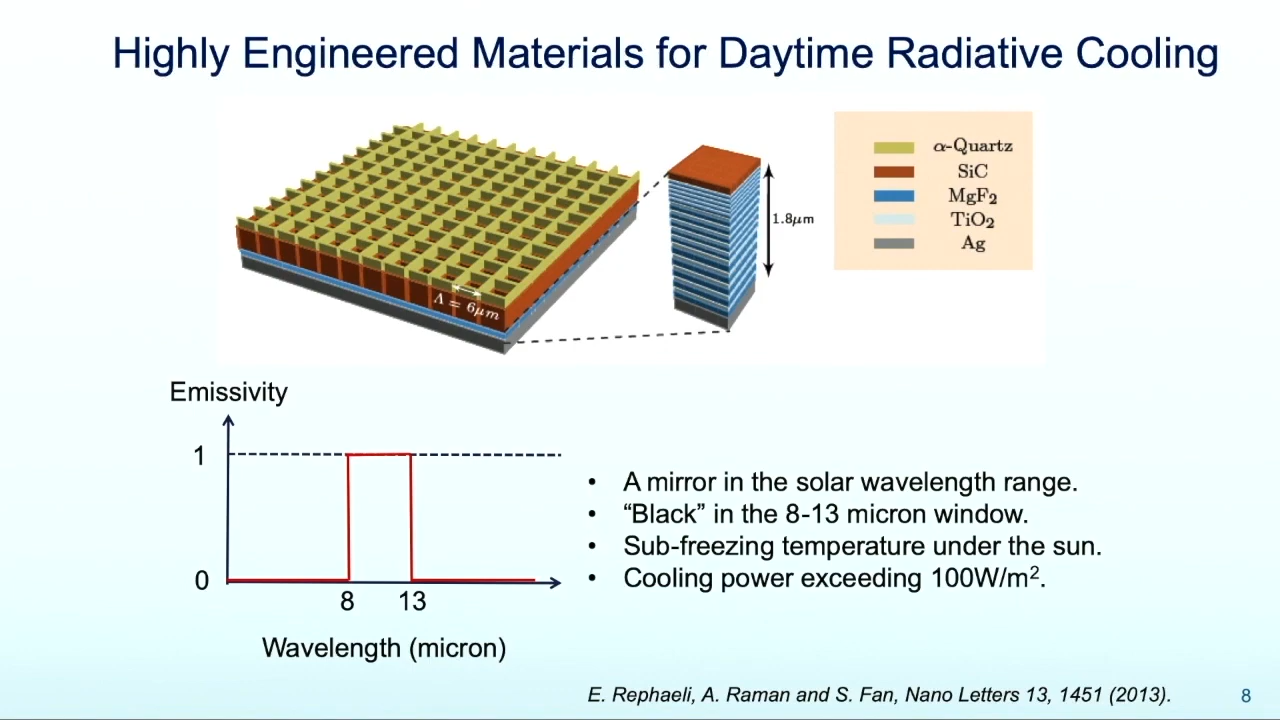 Highly Engineered Materials for Daytime Radiative Cooling
Λ = 6μm
1.8μm
α-Quartz
SiC
MgF₂
TiO₂
Ag
Emissivity
1
0
8 13
Wavelength (micron)
• A mirror in the solar wavelength range.
• “Black” in the 8-13 micron window.
• Sub-freezing temperature under the sun.
• Cooling power exceeding 100W/m².
E. Rephaeli, A. Raman and S. Fan, Nano Letters 13, 1451 (2013).
8